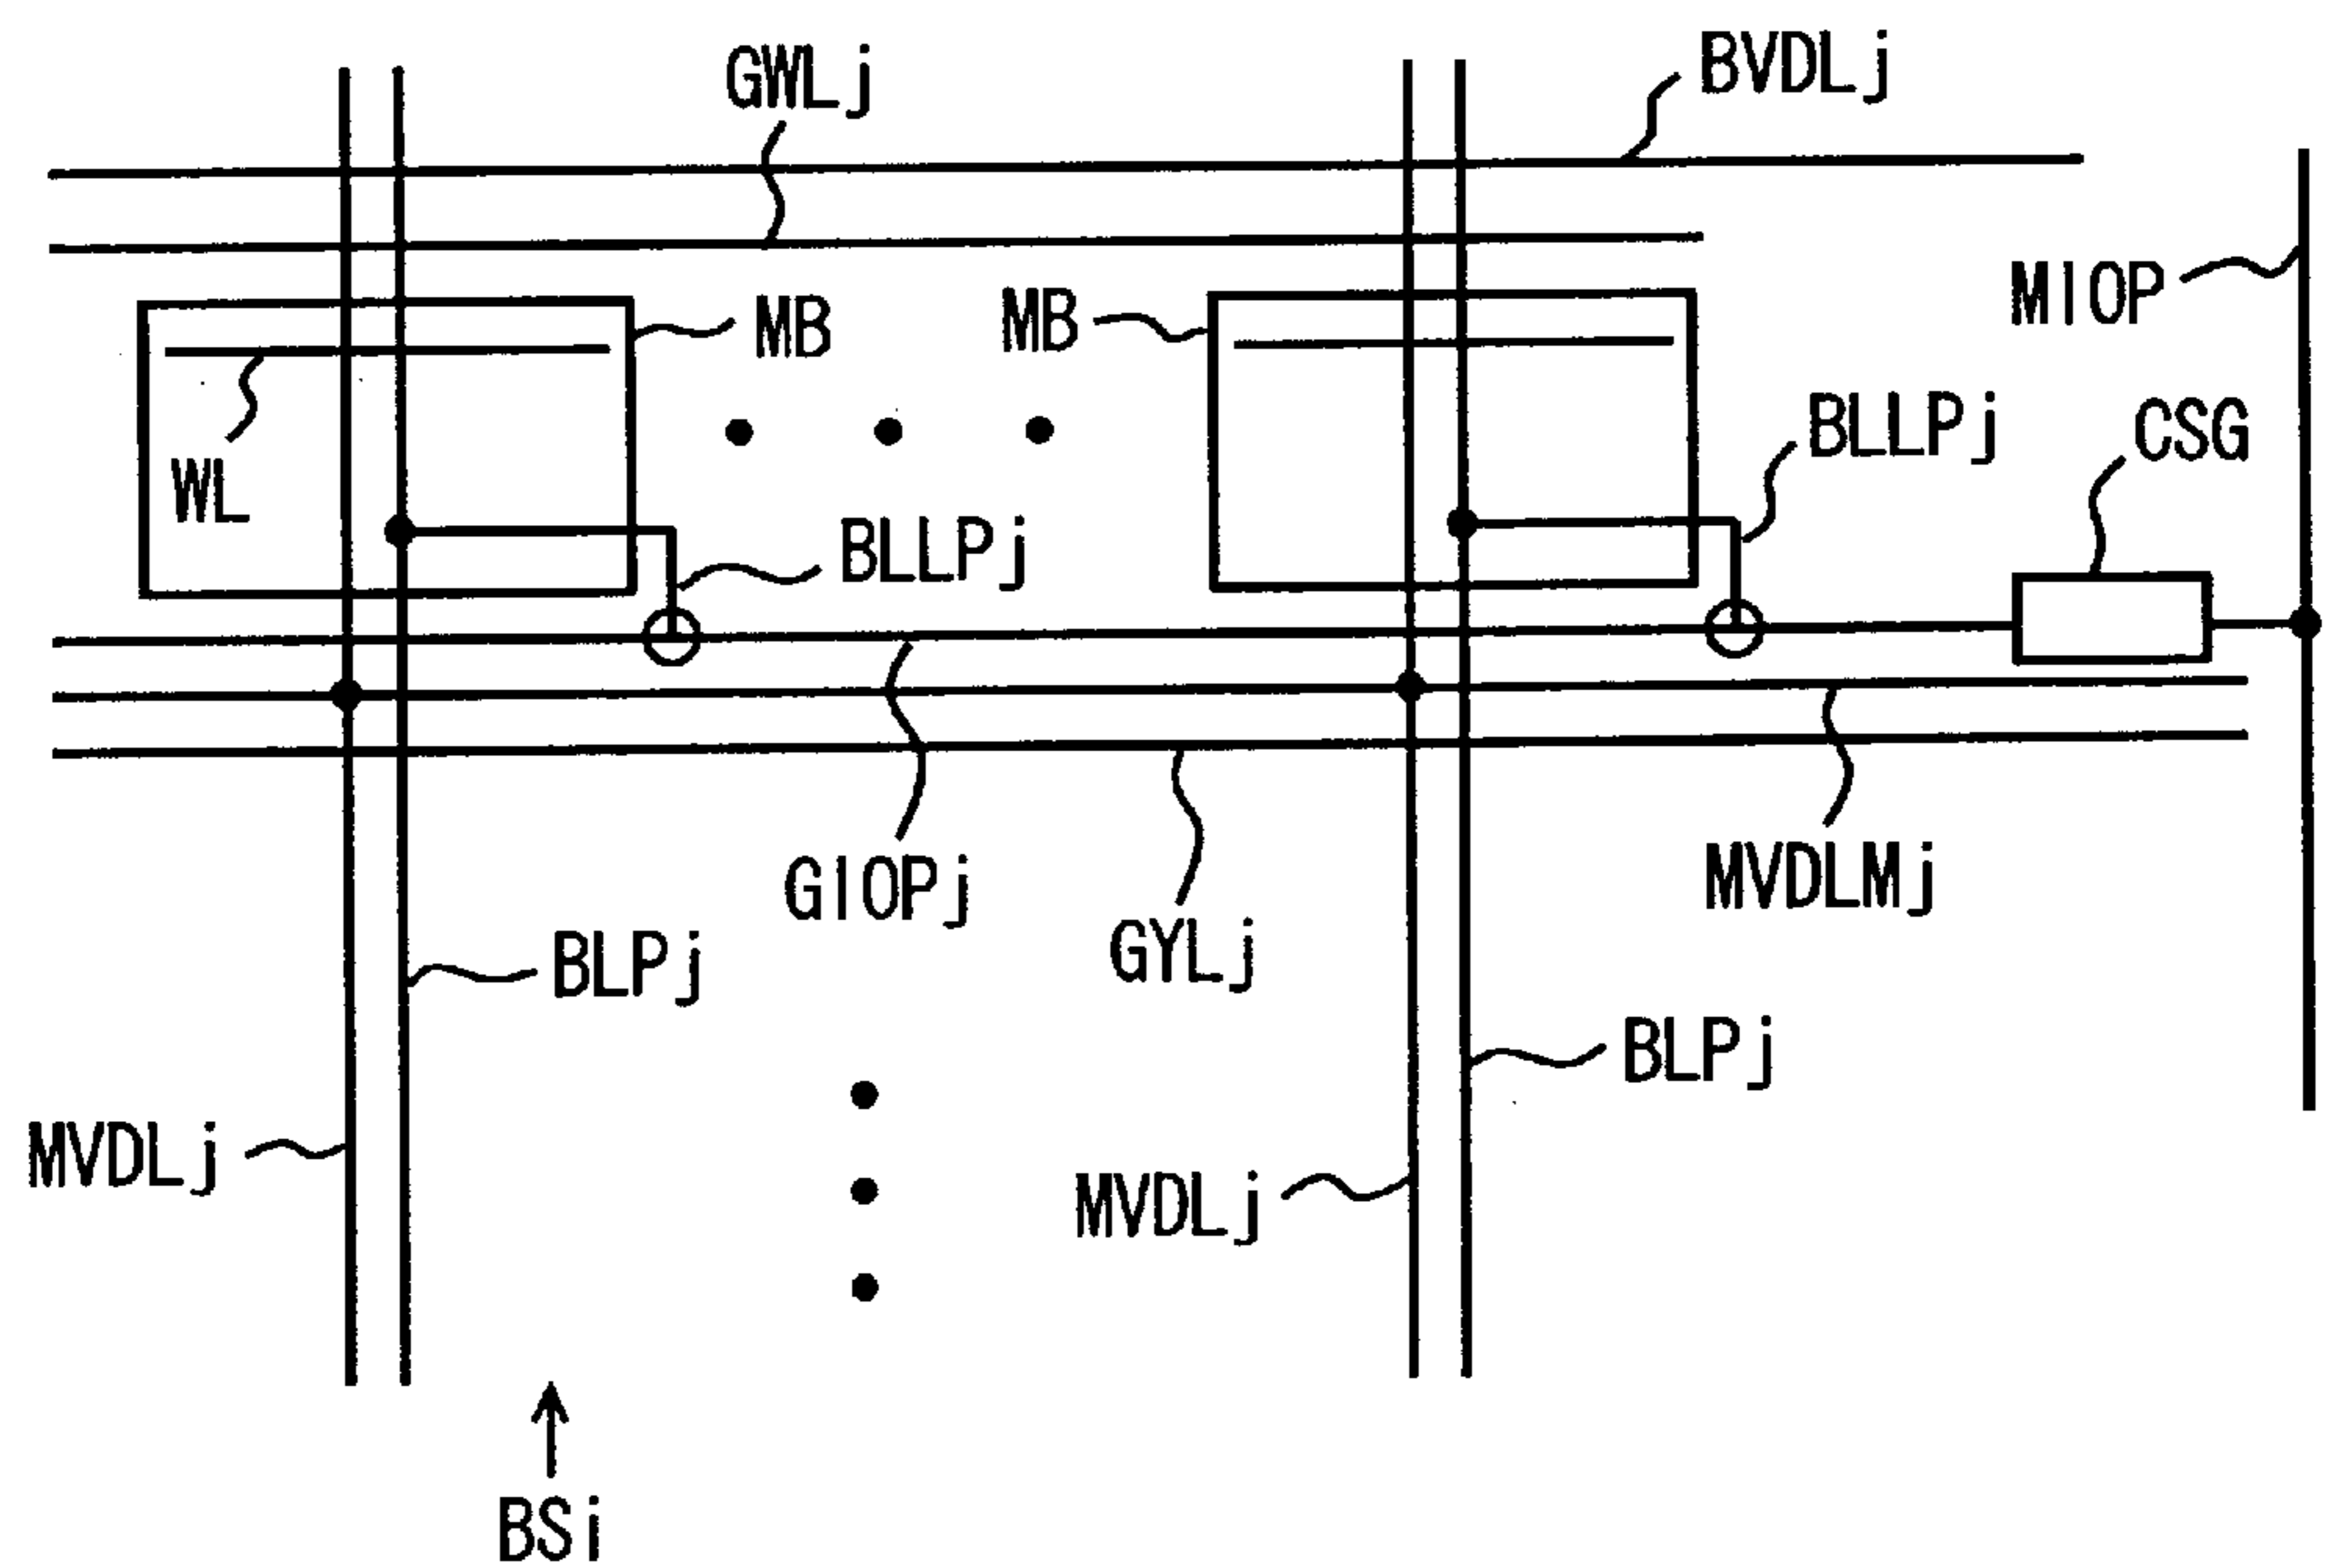 BVDLj
GWLj
MIOP
MB
MB
BLLPj
CSG
WL
BLLPj
GIOPj
MVDLMj
GYLj
BLPj
BLPj
MVDLj
MVDLj
BSi